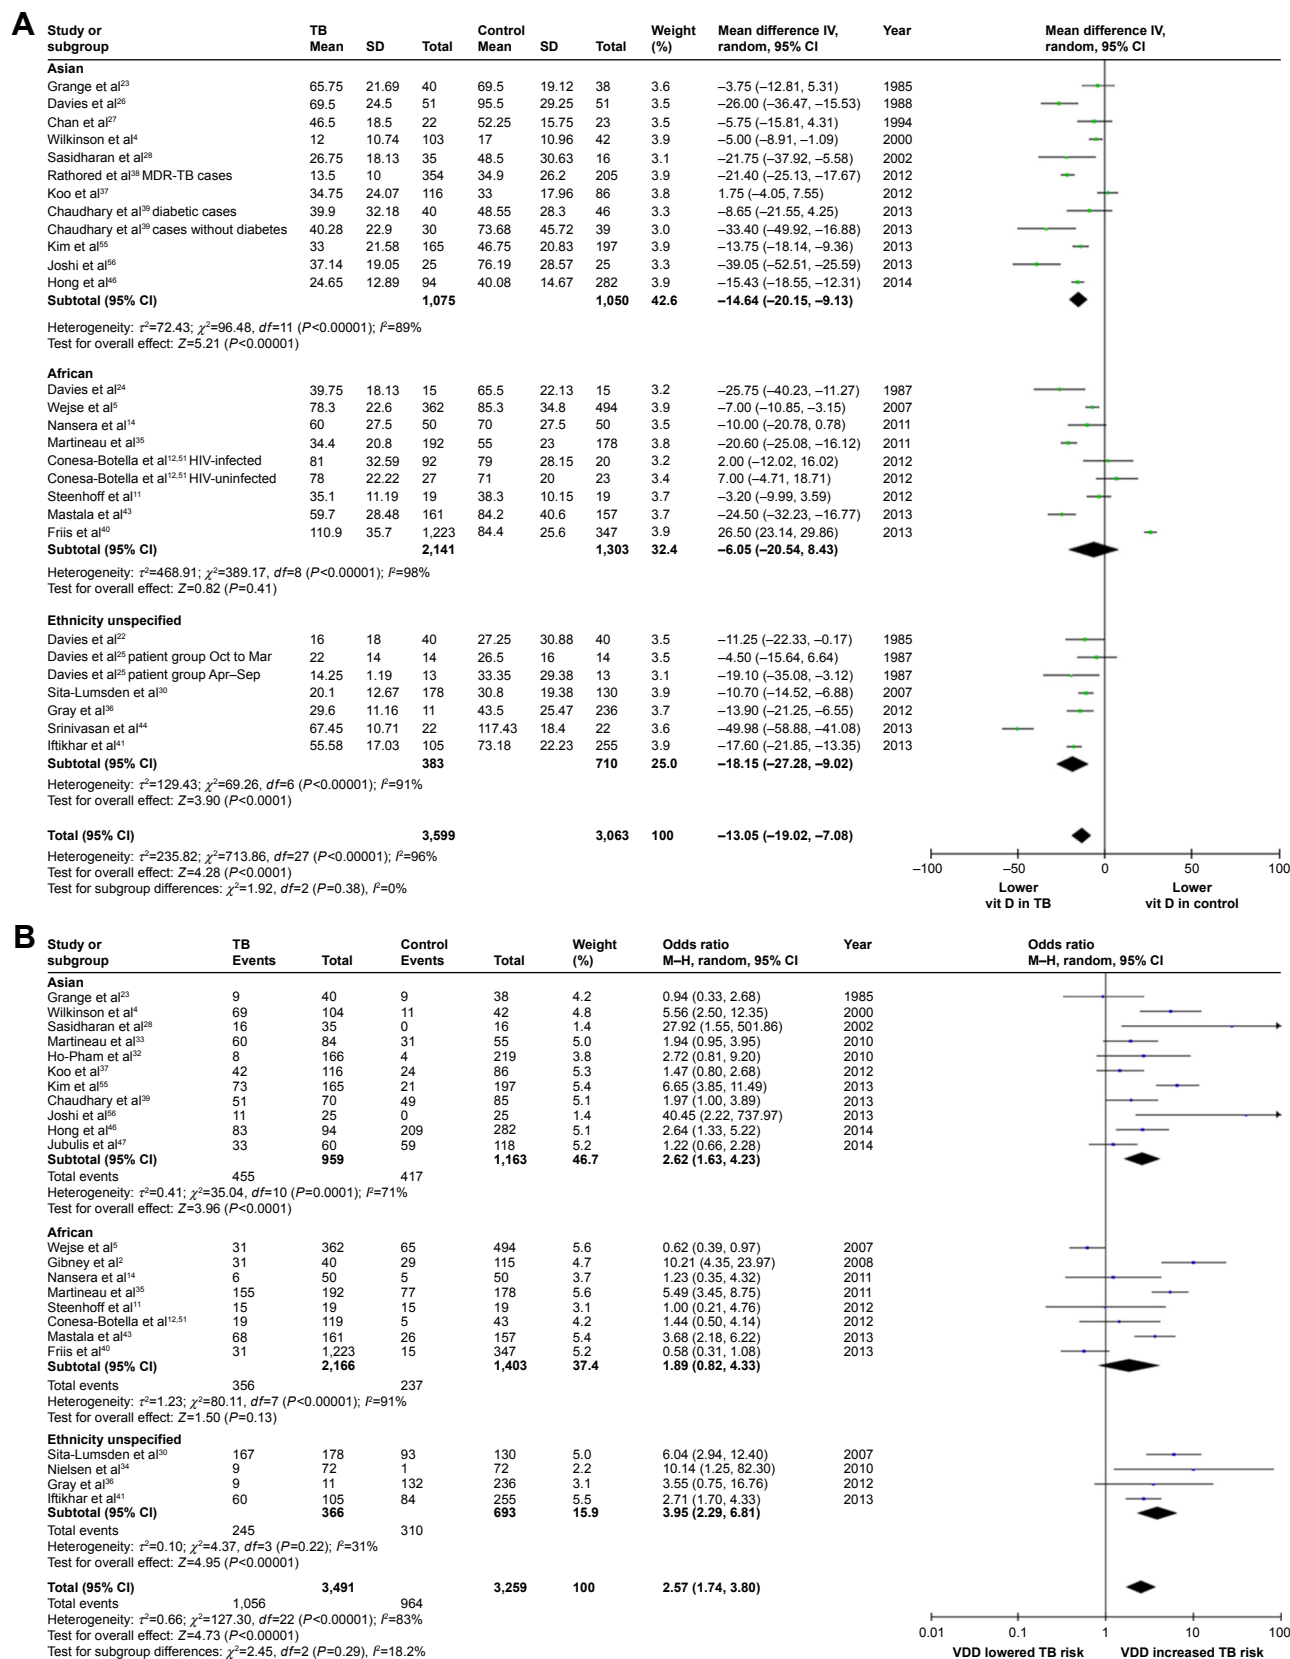 A
Study or subgroup TB Mean SD Total Control Mean SD Total Weight (%) Mean difference IV, random, 95% CI Year Mean difference IV, random, 95% CI
Asian
Grange et al²³ 65.75 21.69 40 69.5 19.12 38 3.6 –3.75 (–12.81, 5.31) 1985
Davies et al²⁶ 69.5 24.5 51 95.5 29.25 51 3.5 –26.00 (–36.47, –15.53) 1988
Chan et al²⁷ 46.5 18.5 22 52.25 15.75 23 3.5 –5.75 (–15.81, 4.31) 1994
Wilkinson et al⁴ 12 10.74 103 17 10.96 42 3.9 –5.00 (–8.91, –1.09) 2000
Sasidharan et al²⁸ 26.75 18.13 35 48.5 30.63 16 3.1 –21.75 (–37.92, –5.58) 2002
Rathored et al³⁸ MDR-TB cases 13.5 10 354 34.9 26.2 205 3.9 –21.40 (–25.13, –17.67) 2012
Koo et al³⁷ 34.75 24.07 116 33 17.96 86 3.8 1.75 (–4.05, 7.55) 2012
Chaudhary et al³⁹ diabetic cases 39.9 32.18 40 48.55 28.3 46 3.3 –8.65 (–21.55, 4.25) 2013
Chaudhary et al³⁹ cases without diabetes 40.28 22.9 30 73.68 45.72 39 3.0 –33.40 (–49.92, –16.88) 2013
Kim et al⁵⁵ 33 21.58 165 46.75 20.83 197 3.9 –13.75 (–18.14, –9.36) 2013
Joshi et al⁵⁶ 37.14 19.05 25 76.19 28.57 25 3.3 –39.05 (–52.51, –25.59) 2013
Hong et al⁴⁶ 24.65 12.89 94 40.08 14.67 282 3.9 –15.43 (–18.55, –12.31) 2014
Subtotal (95% CI) 1,075 1,050 42.6 –14.64 (–20.15, –9.13)
Heterogeneity: τ²=72.43; χ²=96.48, df=11 (P<0.00001); I²=89%
Test for overall effect: Z=5.21 (P<0.00001)
African
Davies et al²⁴ 39.75 18.13 15 65.5 22.13 15 3.2 –25.75 (–40.23, –11.27) 1987
Wejse et al⁵ 78.3 22.6 362 85.3 34.8 494 3.9 –7.00 (–10.85, –3.15) 2007
Nansera et al¹⁴ 60 27.5 50 70 27.5 50 3.5 –10.00 (–20.78, 0.78) 2011
Martineau et al³⁵ 34.4 20.8 192 55 23 178 3.8 –20.60 (–25.08, –16.12) 2011
Conesa-Botella et al¹²,⁵¹ HIV-infected 81 32.59 92 79 28.15 20 3.2 2.00 (–12.02, 16.02) 2012
Conesa-Botella et al¹²,⁵¹ HIV-uninfected 78 22.22 27 71 20 23 3.4 7.00 (–4.71, 18.71) 2012
Steenhoff et al¹¹ 35.1 11.19 19 38.3 10.15 19 3.7 –3.20 (–9.99, 3.59) 2012
Mastala et al⁴³ 59.7 28.48 161 84.2 40.6 157 3.7 –24.50 (–32.23, –16.77) 2013
Friis et al⁴⁰ 110.9 35.7 1,223 84.4 25.6 347 3.9 26.50 (23.14, 29.86) 2013
Subtotal (95% CI) 2,141 1,303 32.4 –6.05 (–20.54, 8.43)
Heterogeneity: τ²=468.91; χ²=389.17, df=8 (P<0.00001); I²=98%
Test for overall effect: Z=0.82 (P=0.41)
Ethnicity unspecified
Davies et al²² 16 18 40 27.25 30.88 40 3.5 –11.25 (–22.33, –0.17) 1985
Davies et al²⁵ patient group Oct to Mar 22 14 14 26.5 16 14 3.5 –4.50 (–15.64, 6.64) 1987
Davies et al²⁵ patient group Apr–Sep 14.25 1.19 13 33.35 29.38 13 3.1 –19.10 (–35.08, –3.12) 1987
Sita-Lumsden et al³⁰ 20.1 12.67 178 30.8 19.38 130 3.9 –10.70 (–14.52, –6.88) 2007
Gray et al³⁶ 29.6 11.16 11 43.5 25.47 236 3.7 –13.90 (–21.25, –6.55) 2012
Srinivasan et al⁴⁴ 67.45 10.71 22 117.43 18.4 22 3.6 –49.98 (–58.88, –41.08) 2013
Iftikhar et al⁴¹ 55.58 17.03 105 73.18 22.23 255 3.9 –17.60 (–21.85, –13.35) 2013
Subtotal (95% CI) 383 710 25.0 –18.15 (–27.28, –9.02)
Heterogeneity: τ²=129.43; χ²=69.26, df=6 (P<0.00001); I²=91%
Test for overall effect: Z=3.90 (P<0.0001)
Total (95% CI) 3,599 3,063 100 –13.05 (–19.02, –7.08)
Heterogeneity: τ²=235.82; χ²=713.86, df=27 (P<0.00001); I²=96%
Test for overall effect: Z=4.28 (P<0.0001)
Test for subgroup differences: χ²=1.92, df=2 (P=0.38), I²=0%
–100 –50 0 50 100
Lower vit D in TB Lower vit D in control
B
Study or subgroup TB Events Total Control Events Total Weight (%) Odds ratio M–H, random, 95% CI Year Odds ratio M–H, random, 95% CI
Asian
Grange et al²³ 9 40 9 38 4.2 0.94 (0.33, 2.68) 1985
Wilkinson et al⁴ 69 104 11 42 4.8 5.56 (2.50, 12.35) 2000
Sasidharan et al²⁸ 16 35 0 16 1.4 27.92 (1.55, 501.86) 2002
Martineau et al³³ 60 84 31 55 5.0 1.94 (0.95, 3.95) 2010
Ho-Pham et al³² 8 166 4 219 3.8 2.72 (0.81, 9.20) 2010
Koo et al³⁷ 42 116 24 86 5.3 1.47 (0.80, 2.68) 2012
Kim et al⁵⁵ 73 165 21 197 5.4 6.65 (3.85, 11.49) 2013
Chaudhary et al³⁹ 51 70 49 85 5.1 1.97 (1.00, 3.89) 2013
Joshi et al⁵⁶ 11 25 0 25 1.4 40.45 (2.22, 737.97) 2013
Hong et al⁴⁶ 83 94 209 282 5.1 2.64 (1.33, 5.22) 2014
Jubulis et al⁴⁷ 33 60 59 118 5.2 1.22 (0.66, 2.28) 2014
Subtotal (95% CI) 959 1,163 46.7 2.62 (1.63, 4.23)
Total events 455 417
Heterogeneity: τ²=0.41; χ²=35.04, df=10 (P=0.0001); I²=71%
Test for overall effect: Z=3.96 (P<0.0001)
African
Wejse et al⁵ 31 362 65 494 5.6 0.62 (0.39, 0.97) 2007
Gibney et al² 31 40 29 115 4.7 10.21 (4.35, 23.97) 2008
Nansera et al¹⁴ 6 50 5 50 3.7 1.23 (0.35, 4.32) 2011
Martineau et al³⁵ 155 192 77 178 5.6 5.49 (3.45, 8.75) 2011
Steenhoff et al¹¹ 15 19 15 19 3.1 1.00 (0.21, 4.76) 2012
Conesa-Botella et al¹²,⁵¹ 19 119 5 43 4.2 1.44 (0.50, 4.14) 2012
Mastala et al⁴³ 68 161 26 157 5.4 3.68 (2.18, 6.22) 2013
Friis et al⁴⁰ 31 1,223 15 347 5.2 0.58 (0.31, 1.08) 2013
Subtotal (95% CI) 2,166 1,403 37.4 1.89 (0.82, 4.33)
Total events 356 237
Heterogeneity: τ²=1.23; χ²=80.11, df=7 (P<0.00001); I²=91%
Test for overall effect: Z=1.50 (P=0.13)
Ethnicity unspecified
Sita-Lumsden et al³⁰ 167 178 93 130 5.0 6.04 (2.94, 12.40) 2007
Nielsen et al³⁴ 9 72 1 72 2.2 10.14 (1.25, 82.30) 2010
Gray et al³⁶ 9 11 132 236 3.1 3.55 (0.75, 16.76) 2012
Iftikhar et al⁴¹ 60 105 84 255 5.5 2.71 (1.70, 4.33) 2013
Subtotal (95% CI) 366 693 15.9 3.95 (2.29, 6.81)
Total events 245 310
Heterogeneity: τ²=0.10; χ²=4.37, df=3 (P=0.22); I²=31%
Test for overall effect: Z=4.95 (P<0.00001)
Total (95% CI) 3,491 3,259 100 2.57 (1.74, 3.80)
Total events 1,056 964
Heterogeneity: τ²=0.66; χ²=127.30, df=22 (P<0.00001); I²=83%
Test for overall effect: Z=4.73 (P<0.00001)
Test for subgroup differences: χ²=2.45, df=2 (P=0.29), I²=18.2%
0.01 0.1 1 10 100
VDD lowered TB risk VDD increased TB risk